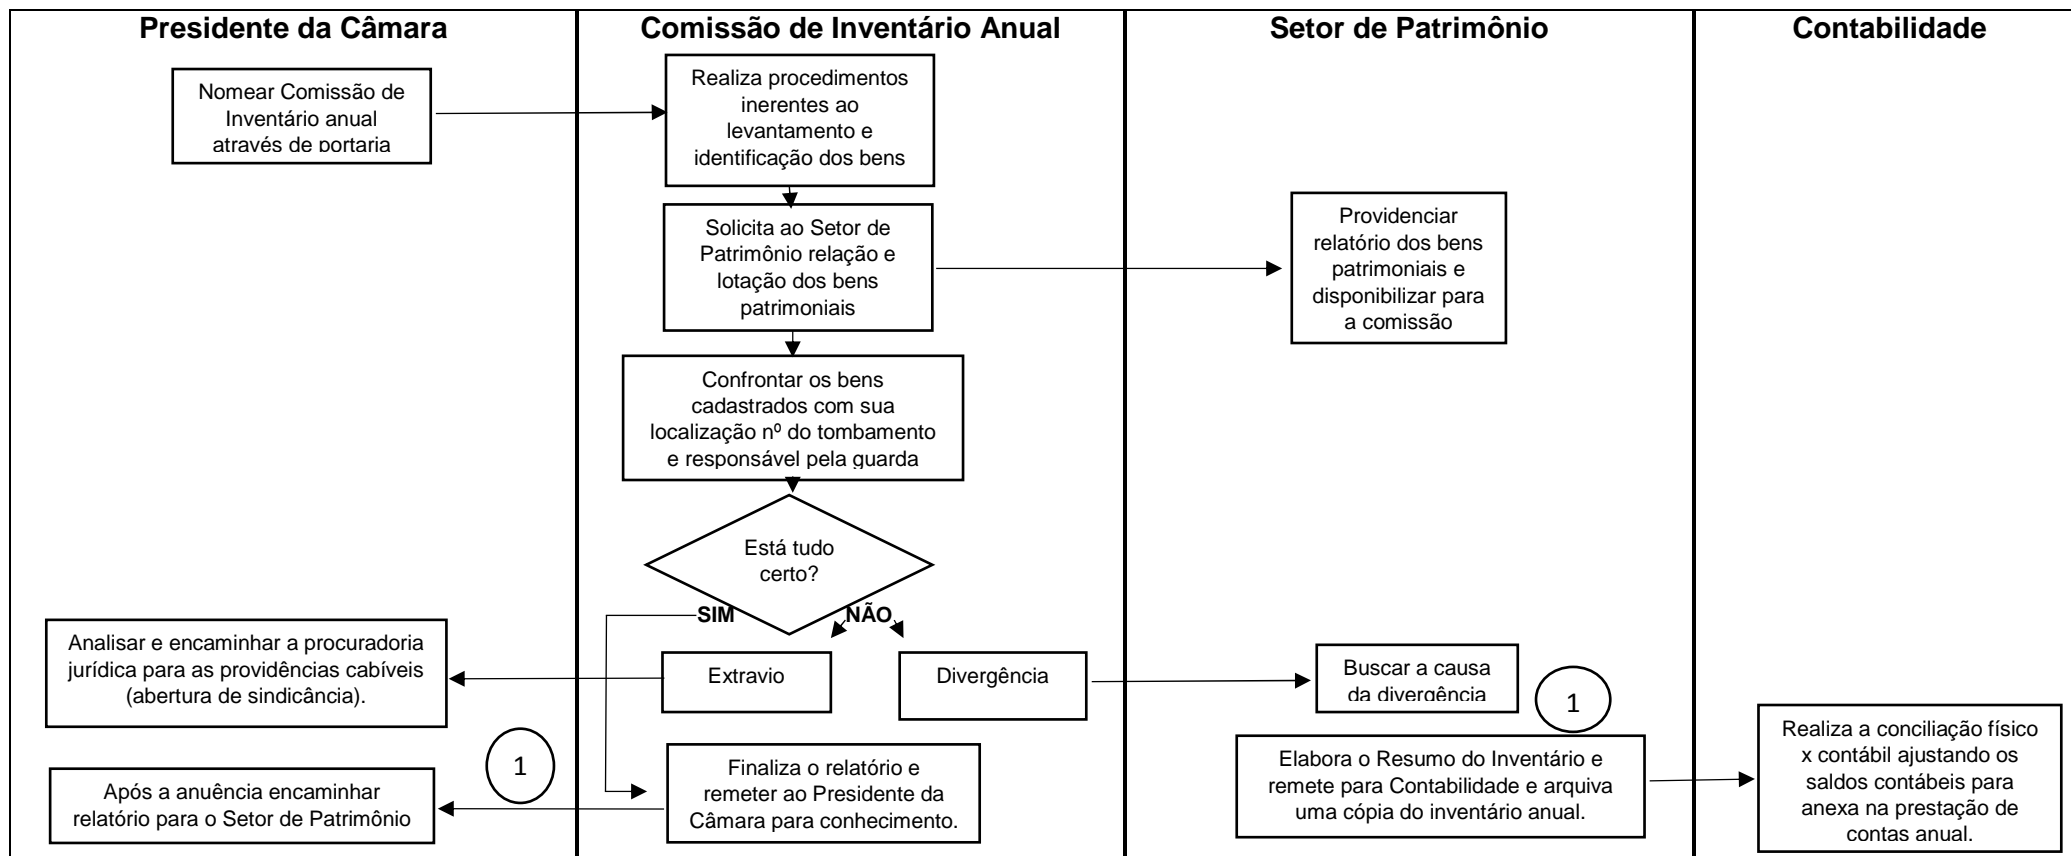 Presidente da Câmara
Comissão de Inventário Anual
Setor de Patrimônio
Contabilidade
Nomear Comissão de
Inventário anual
através de portaria
Realiza procedimentos
inerentes ao
levantamento e
identificação dos bens
Solicita ao Setor de
Patrimônio relação e
lotação dos bens
patrimoniais
Providenciar
relatório dos bens
patrimoniais e
disponibilizar para
a comissão
Confrontar os bens
cadastrados com sua
localização nº do tombamento
e responsável pela guarda
Está tudo
certo?
SIM
NÃO
Analisar e encaminhar a procuradoria
jurídica para as providências cabíveis
(abertura de sindicância).
Extravio
Divergência
Buscar a causa
da divergência
1
Após a anuência encaminhar
relatório para o Setor de Patrimônio
1
Finaliza o relatório e
remeter ao Presidente da
Câmara para conhecimento.
Elabora o Resumo do Inventário e
remete para Contabilidade e arquiva
uma cópia do inventário anual.
Realiza a conciliação físico
x contábil ajustando os
saldos contábeis para
anexa na prestação de
contas anual.